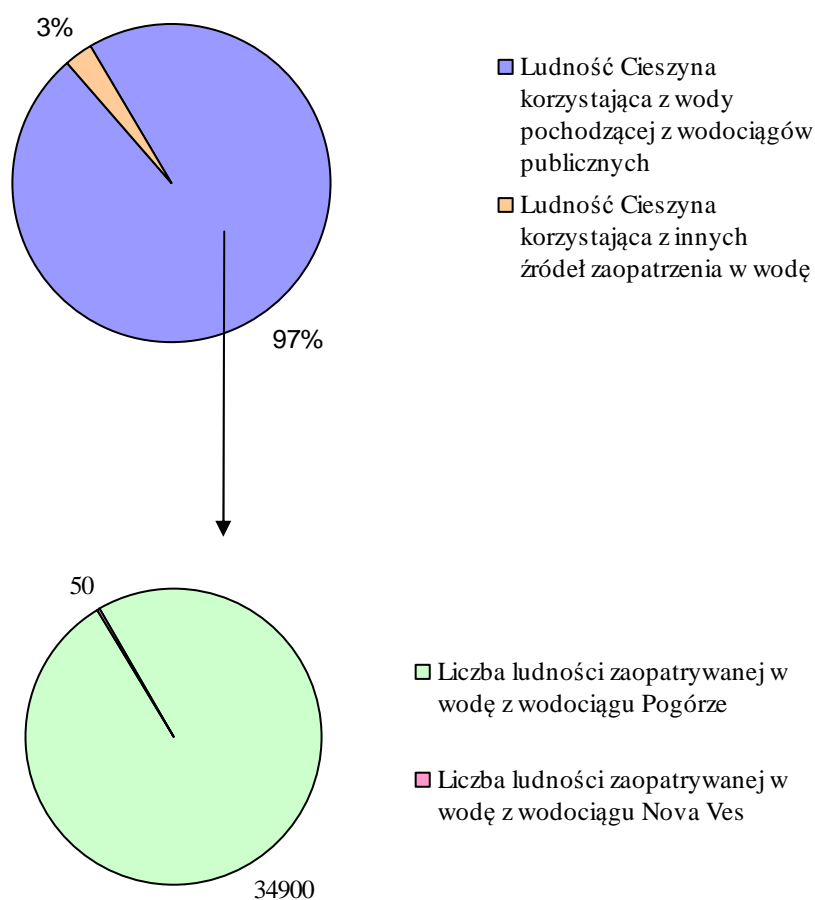 3%
Ludność Cieszyna
korzystająca z wody
pochodzącej z wodociągów
publicznych
Ludność Cieszyna
korzystająca z innych
źródeł zaopatrzenia w wodę
97%
50
Liczba ludności zaopatrywanej w
wodę z wodociągu Pogórze
Liczba ludności zaopatrywanej w
wodę z wodociągu Nova Ves
34900